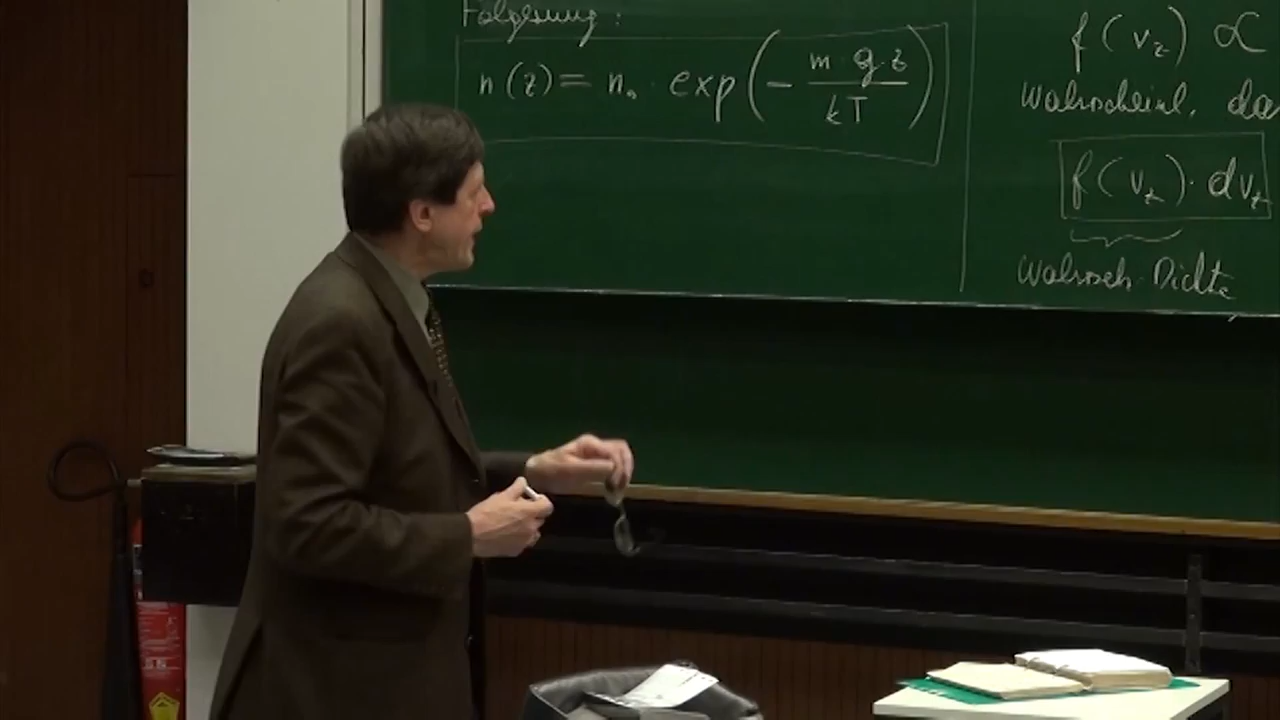 Folgerung:
n(z) = n₀ · exp(- m·g·z / kT)
f(v_z) ∝
Wahrscheinl. da
f(v_z)·dv_z
Wahrsch. Dichte